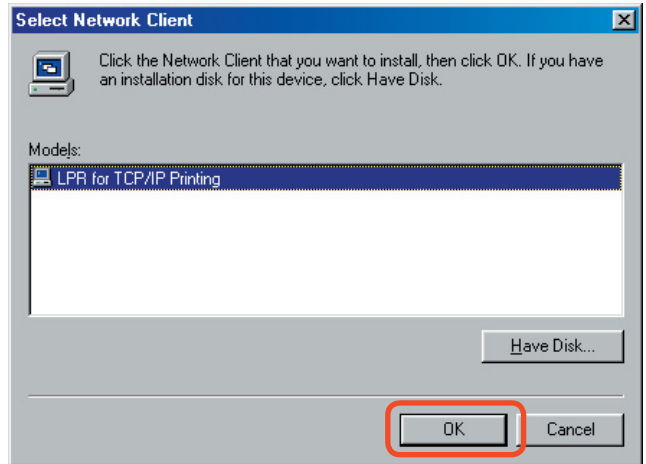 Select Network Client
Click the Network Client that you want to install, then click OK. If you have
an installation disk for this device, click Have Disk.
Models:
LPR for TCP/IP Printing
Have Disk...
OK
Cancel